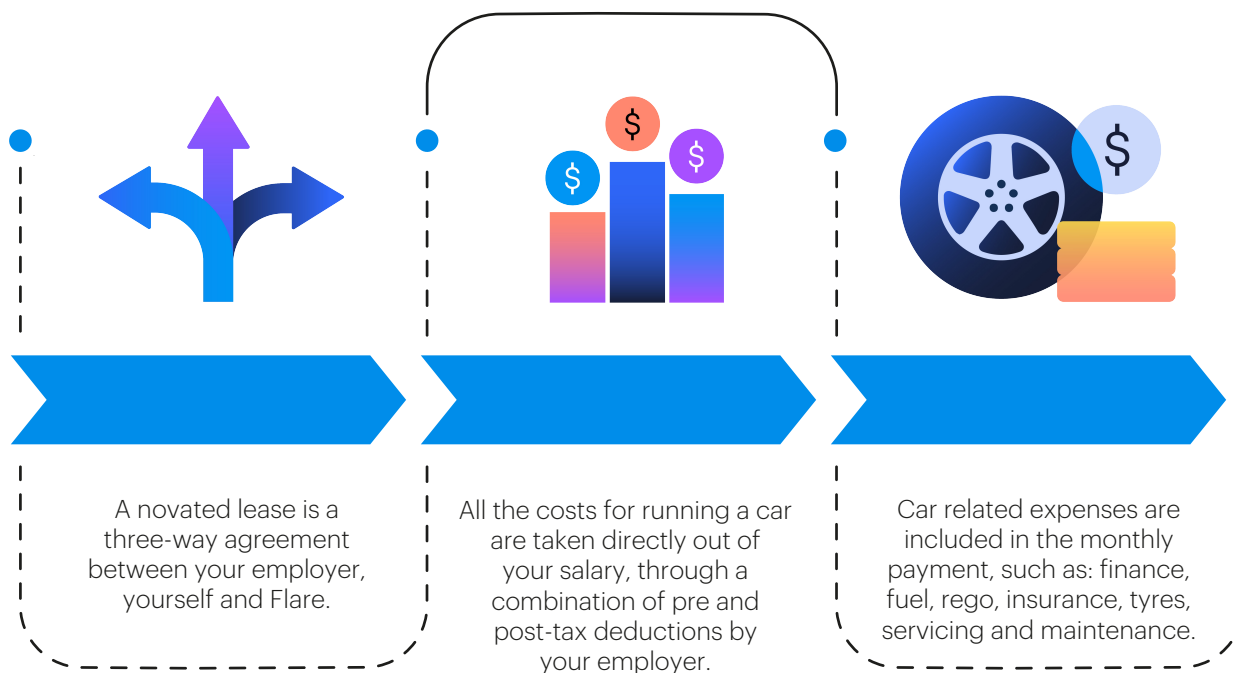 $
$
$
$
A novated lease is a
three-way agreement
between your employer,
yourself and Flare.
All the costs for running a car
are taken directly out of
your salary, through a
combination of pre and
post-tax deductions by
your employer.
Car related expenses are
included in the monthly
payment, such as: finance,
fuel, rego, insurance, tyres,
servicing and maintenance.